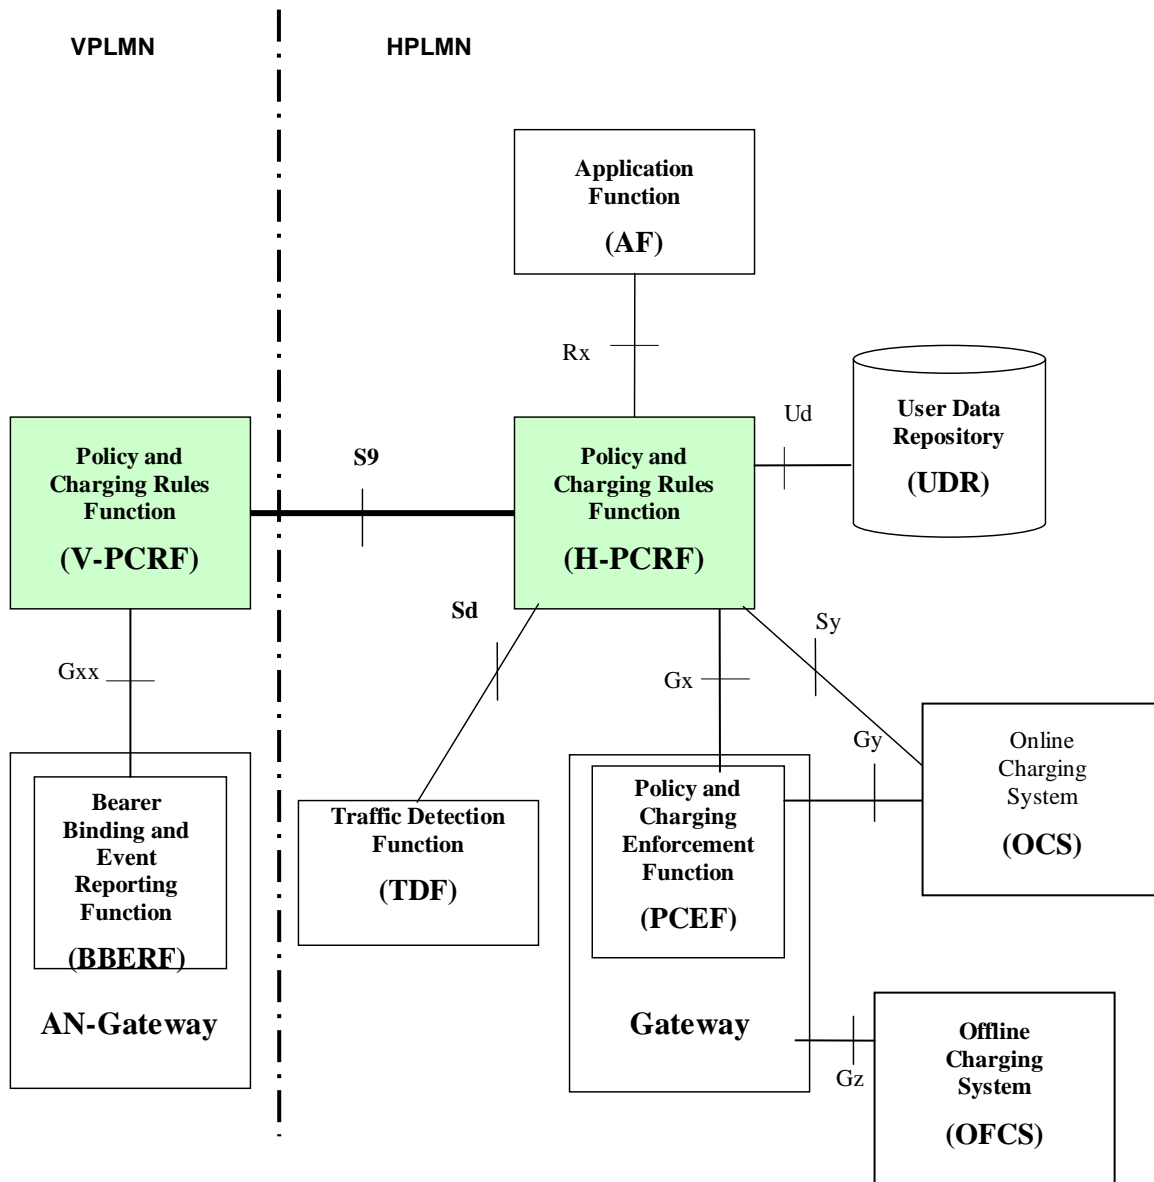 VPLMN
HPLMN
Application
Function
(AF)
Rx
Ud
User Data
Repository
(UDR)
Policy and
Charging Rules
Function
(V-PCRF)
S9
Policy and
Charging Rules
Function
(H-PCRF)
Sd
Sy
Gxx
Gx
Gy
Bearer
Binding and
Event
Reporting
Function
(BBERF)
AN-Gateway
Traffic Detection
Function
(TDF)
Policy and
Charging
Enforcement
Function
(PCEF)
Gateway
Online
Charging
System
(OCS)
Gz
Offline
Charging
System
(OFCS)